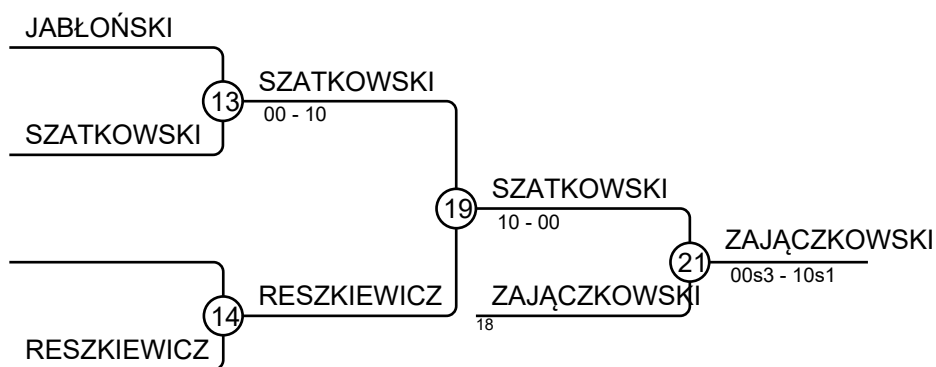 JABŁOŃSKI
13
SZATKOWSKI
00 - 10
SZATKOWSKI
19
SZATKOWSKI
10 - 00
21
ZAJĄCZKOWSKI
00s3 - 10s1
14
RESZKIEWICZ
ZAJĄCZKOWSKI
18
RESZKIEWICZ